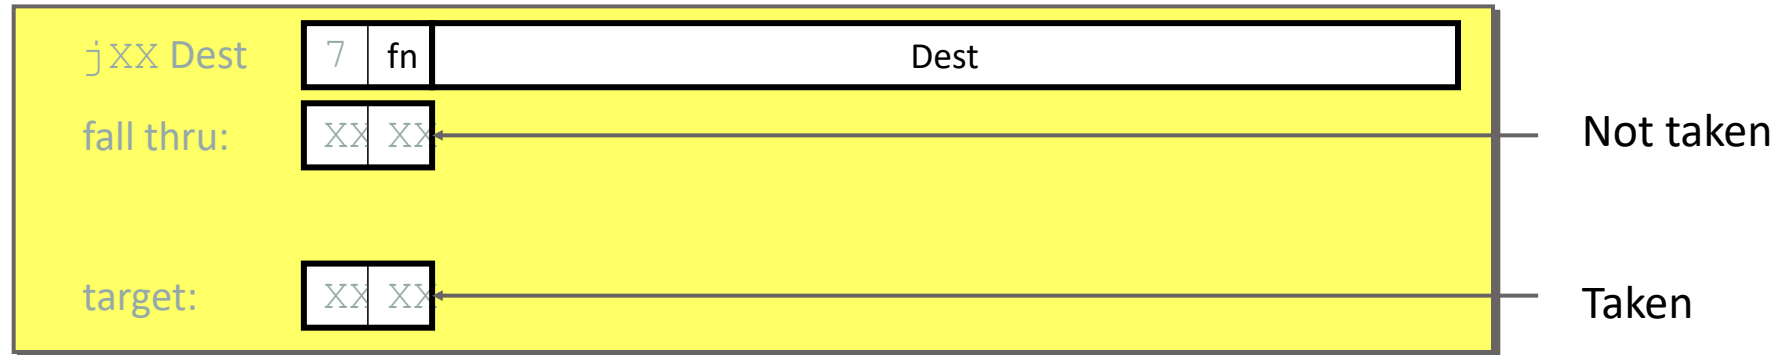 jXX Dest 7 fn Dest
fall thru: XX XX Not taken
target: XX XX Taken